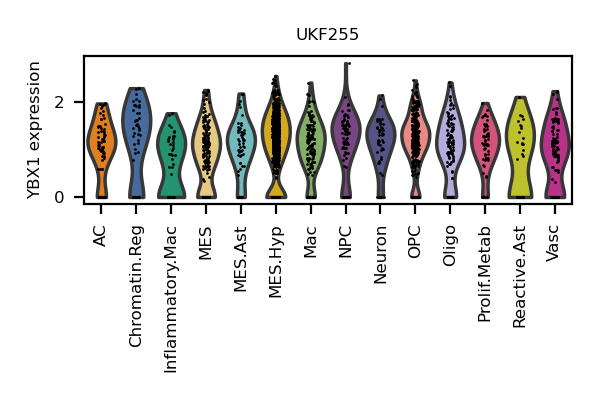 UKF255
YBX1 expression
2
0
AC
Chromatin.Reg
Inflammatory.Mac
MES
MES.Ast
MES.Hyp
Mac
NPC
Neuron
OPC
Oligo
Prolif.Metab
Reactive.Ast
Vasc